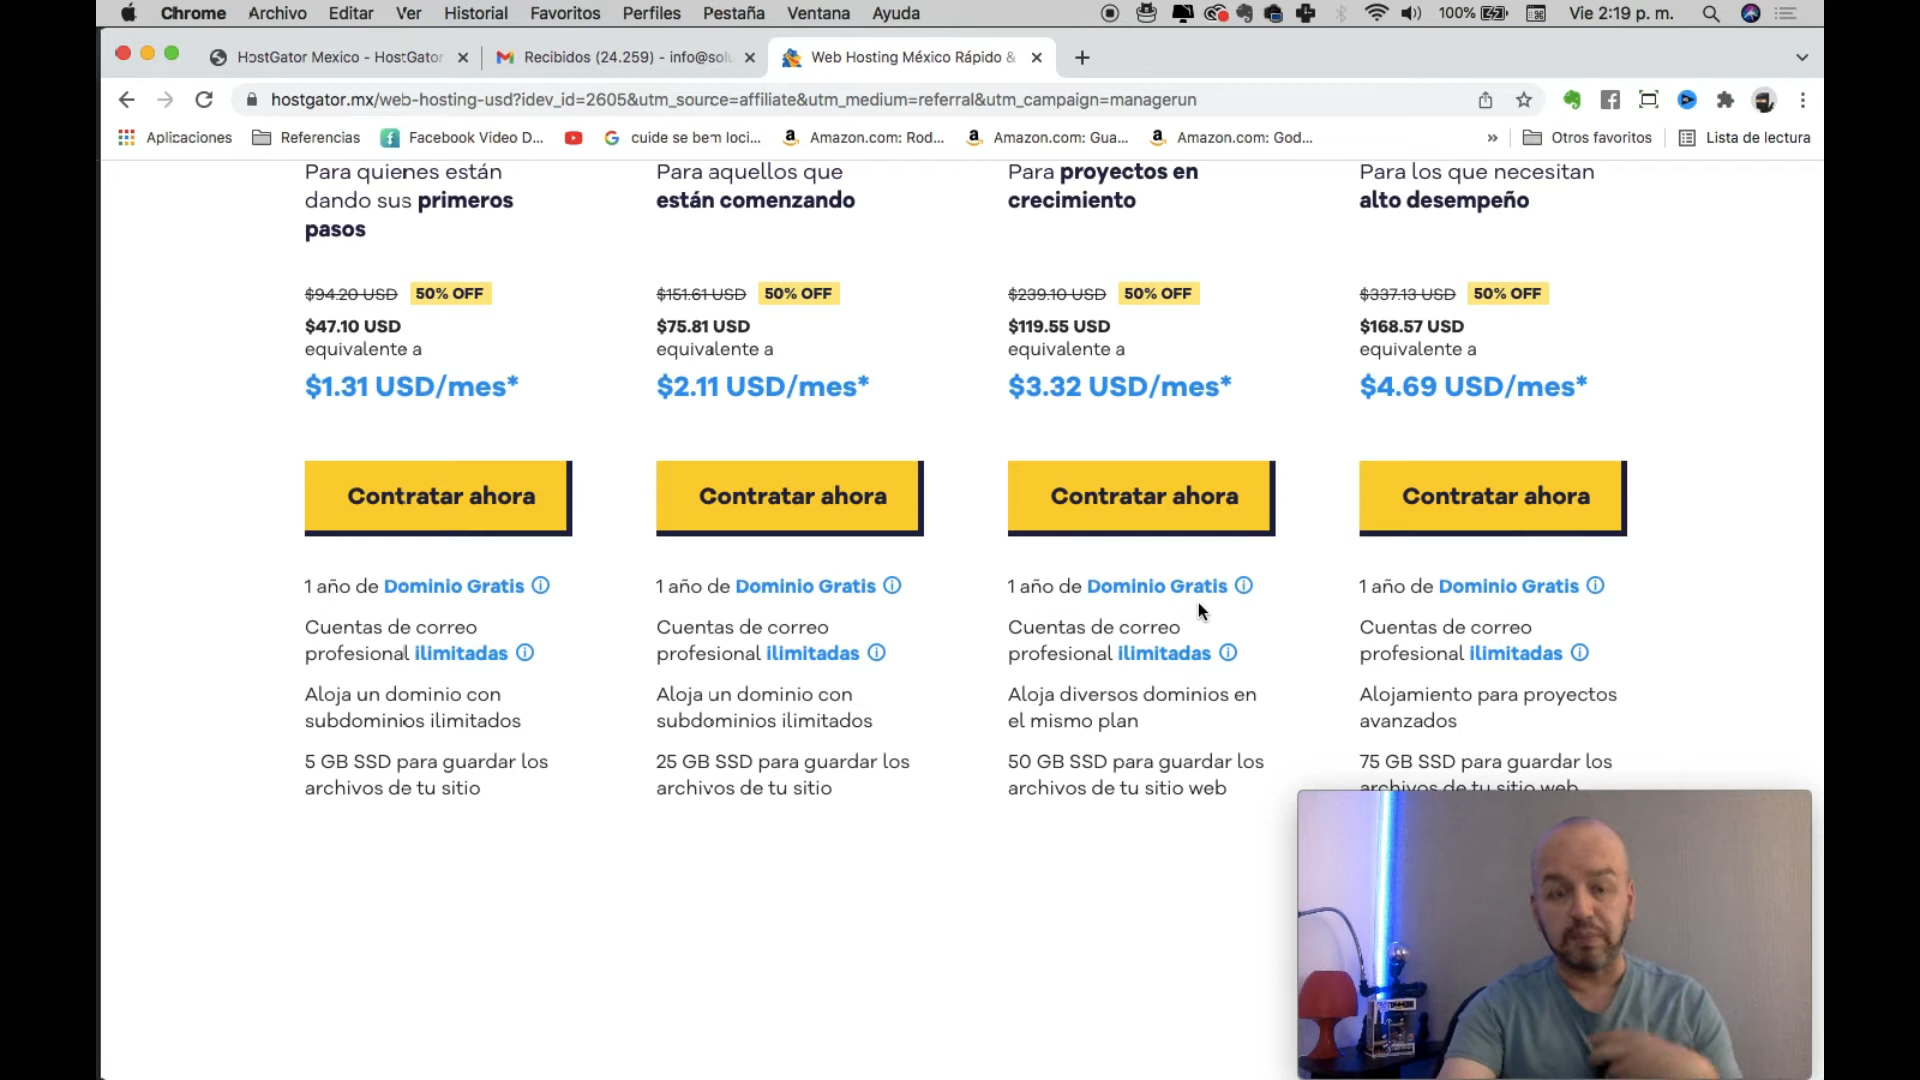 Chrome Archivo Editar Ver Historial Favoritos Perfiles Pestaña Ventana Ayuda 100% Vie 2:19 p. m.
HostGator Mexico - HostGator
Recibidos (24.259) - info@solu
Web Hosting México Rápido &
hostgator.mx/web-hosting-usd?idev_id=2605&utm_source=affiliate&utm_medium=referral&utm_campaign=managerun
Aplicaciones Referencias Facebook Video D... cuide se bem loci... Amazon.com: Rod... Amazon.com: Gua... Amazon.com: God... » Otros favoritos Lista de lectura
Para quienes están
dando sus primeros
pasos
$94.20 USD 50% OFF
$47.10 USD
equivalente a
$1.31 USD/mes*
Contratar ahora
1 año de Dominio Gratis
Cuentas de correo
profesional ilimitadas
Aloja un dominio con
subdominios ilimitados
5 GB SSD para guardar los
archivos de tu sitio
Para aquellos que
están comenzando
$151.61 USD 50% OFF
$75.81 USD
equivalente a
$2.11 USD/mes*
Contratar ahora
1 año de Dominio Gratis
Cuentas de correo
profesional ilimitadas
Aloja un dominio con
subdominios ilimitados
25 GB SSD para guardar los
archivos de tu sitio
Para proyectos en
crecimiento
$239.10 USD 50% OFF
$119.55 USD
equivalente a
$3.32 USD/mes*
Contratar ahora
1 año de Dominio Gratis
Cuentas de correo
profesional ilimitadas
Aloja diversos dominios en
el mismo plan
50 GB SSD para guardar los
archivos de tu sitio web
Para los que necesitan
alto desempeño
$337.13 USD 50% OFF
$168.57 USD
equivalente a
$4.69 USD/mes*
Contratar ahora
1 año de Dominio Gratis
Cuentas de correo
profesional ilimitadas
Alojamiento para proyectos
avanzados
75 GB SSD para guardar los
archivos de tu sitio web